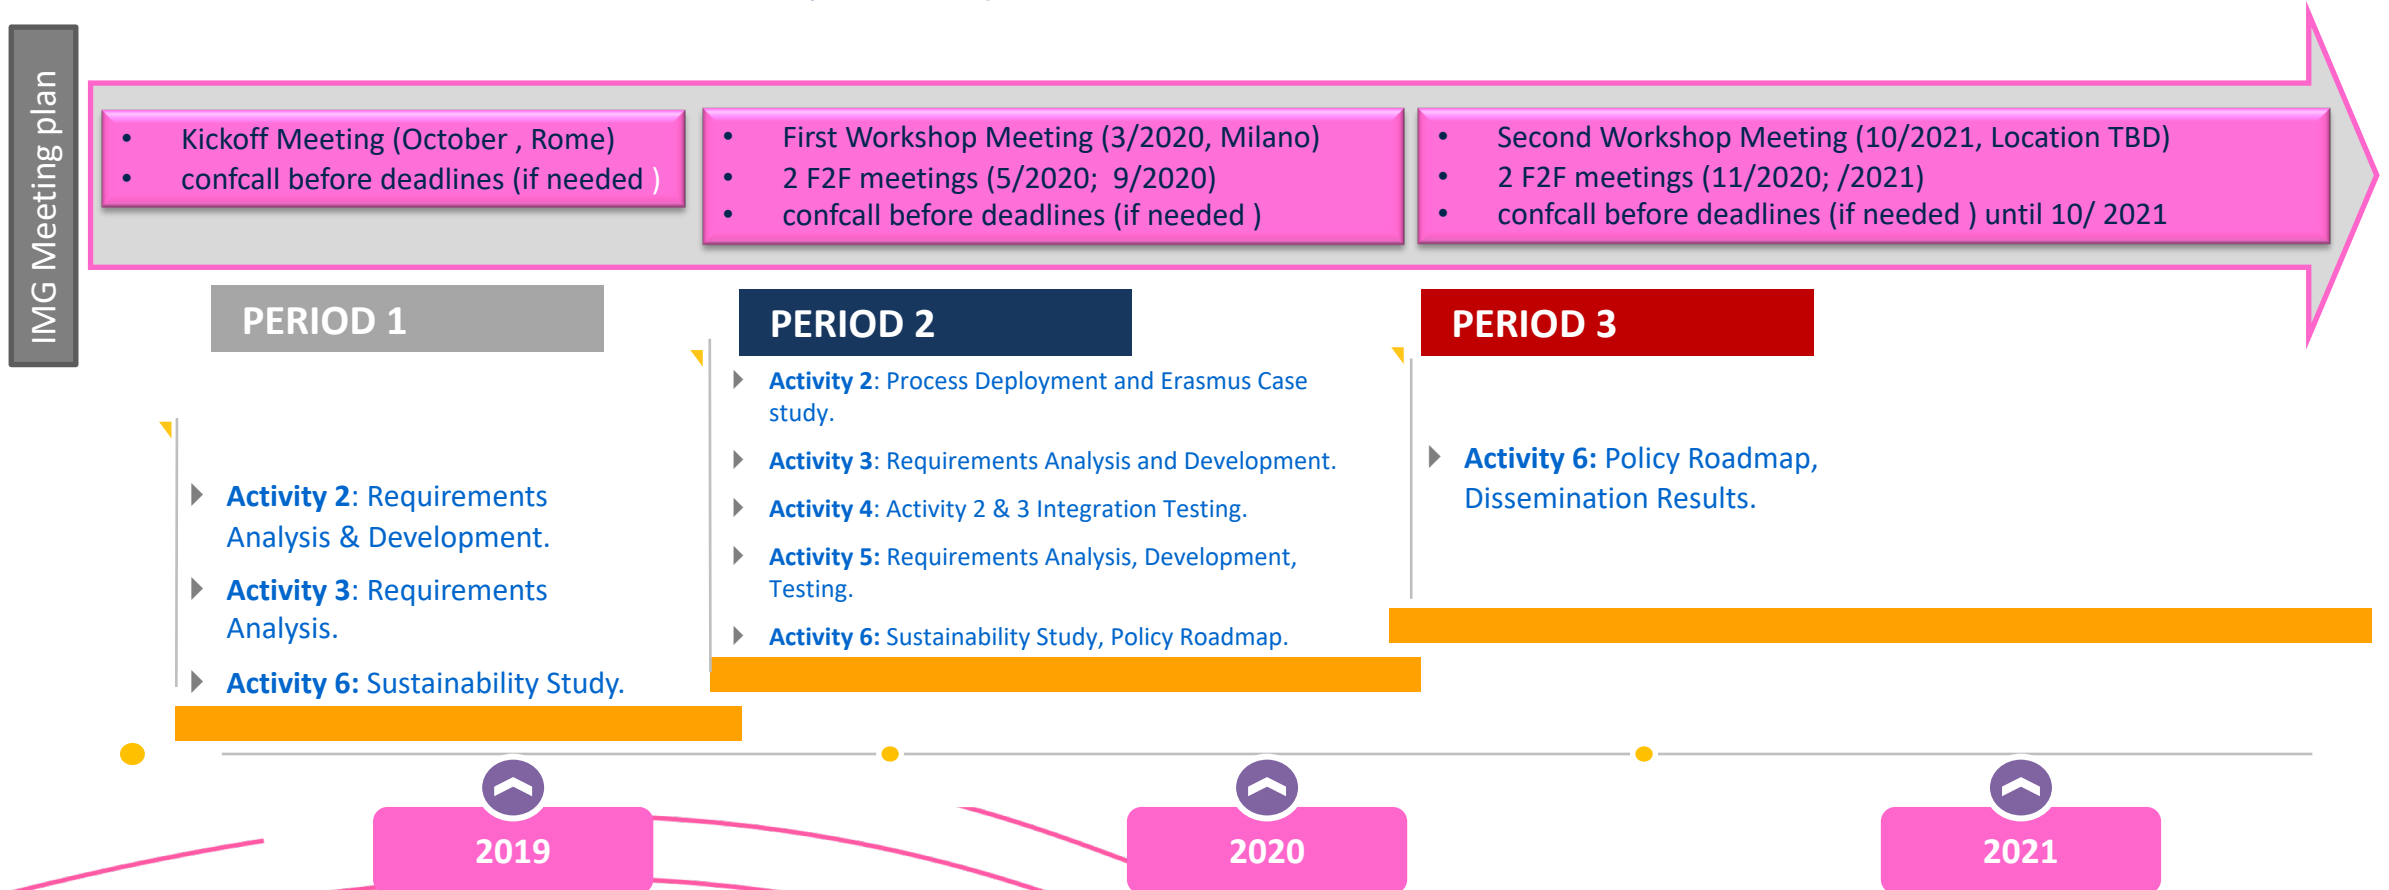 IMG Meeting plan
• Kickoff Meeting (October , Rome)
• confcall before deadlines (if needed )
• First Workshop Meeting (3/2020, Milano)
• 2 F2F meetings (5/2020; 9/2020)
• confcall before deadlines (if needed )
• Second Workshop Meeting (10/2021, Location TBD)
• 2 F2F meetings (11/2020; /2021)
• confcall before deadlines (if needed ) until 10/ 2021
PERIOD 1
Activity 2: Requirements
Analysis & Development.
Activity 3: Requirements
Analysis.
Activity 6: Sustainability Study.
PERIOD 2
Activity 2: Process Deployment and Erasmus Case
study.
Activity 3: Requirements Analysis and Development.
Activity 4: Activity 2 & 3 Integration Testing.
Activity 5: Requirements Analysis, Development,
Testing.
Activity 6: Sustainability Study, Policy Roadmap.
PERIOD 3
Activity 6: Policy Roadmap,
Dissemination Results.
2019
2020
2021